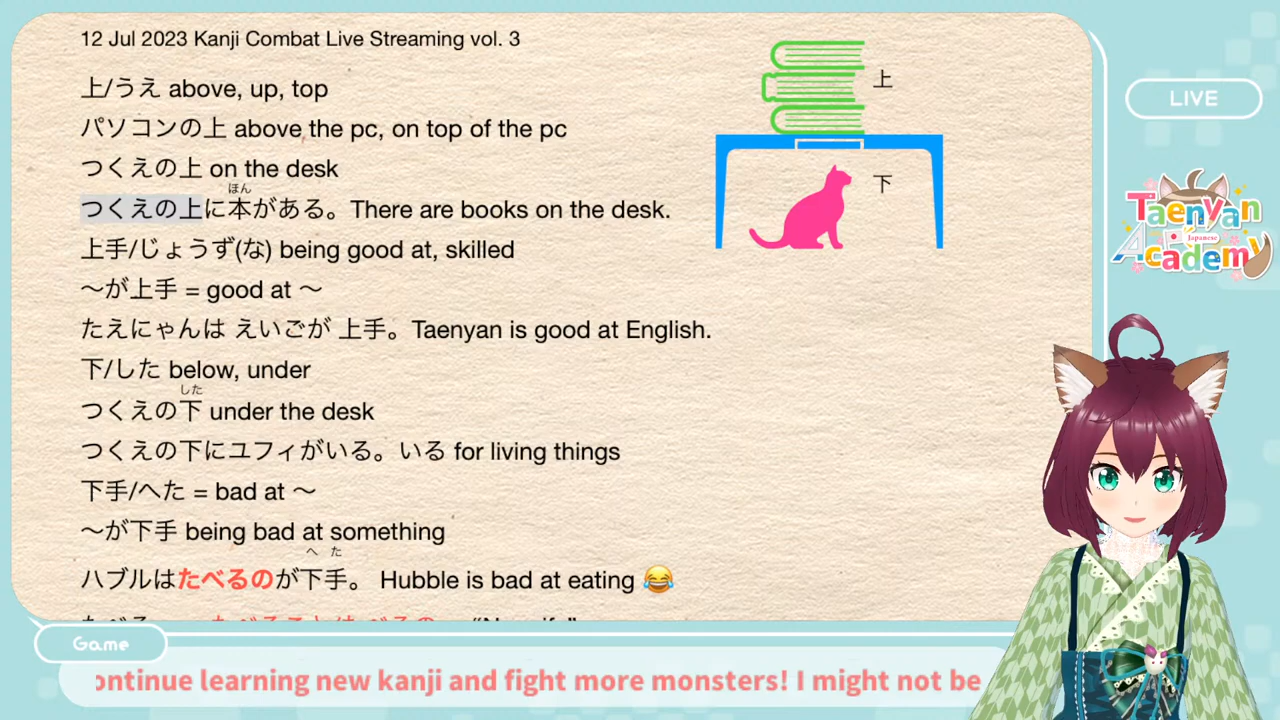 12 Jul 2023 Kanji Combat Live Streaming vol. 3
上/うえ above, up, top
パソコンの上 above the pc, on top of the pc
つくえの上 on the desk
ほん
つくえの上に本がある。There are books on the desk.
上手/じょうず(な) being good at, skilled
〜が上手 = good at 〜
たえにゃんは えいごが 上手。Taenyan is good at English.
下/した below, under
した
つくえの下 under the desk
つくえの下にユフィがいる。いる for living things
下手/へた = bad at 〜
〜が下手 being bad at something
へ た
ハブルはたべるのが下手。 Hubble is bad at eating 😂
上
下
LIVE
Taenyan
Japanese
Academy
Game
ontinue learning new kanji and fight more monsters! I might not be